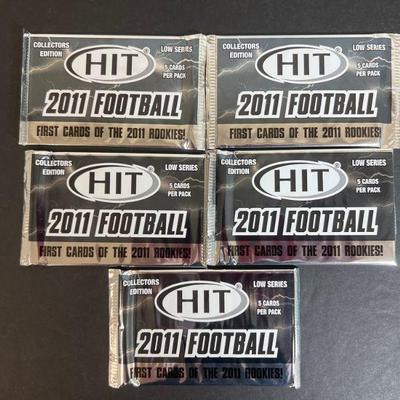 COLLECTORS EDITION
HIT
LOW SERIES
5 CARDS PER PACK
2011 FOOTBALL
FIRST CARDS OF THE 2011 ROOKIES!
COLLECTORS EDITION
HIT
LOW SERIES
5 CARDS PER PACK
2011 FOOTBALL
FIRST CARDS OF THE 2011 ROOKIES!
COLLECTORS EDITION
HIT
LOW SERIES
5 CARDS PER PACK
2011 FOOTBALL
FIRST CARDS OF THE 2011 ROOKIES!
COLLECTORS EDITION
HIT
LOW SERIES
5 CARDS PER PACK
2011 FOOTBALL
FIRST CARDS OF THE 2011 ROOKIES!
COLLECTORS EDITION
HIT
LOW SERIES
5 CARDS PER PACK
2011 FOOTBALL
FIRST CARDS OF THE 2011 ROOKIES!